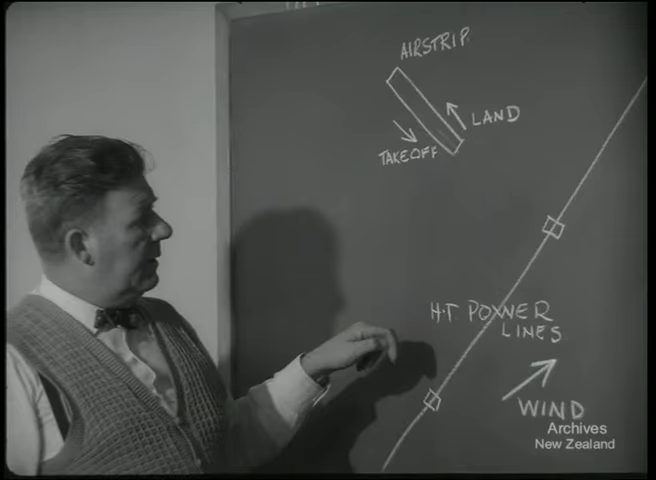 AIRSTRIP
LAND
TAKEOFF
H.T POWER
LINES
WIND
Archives
New Zealand